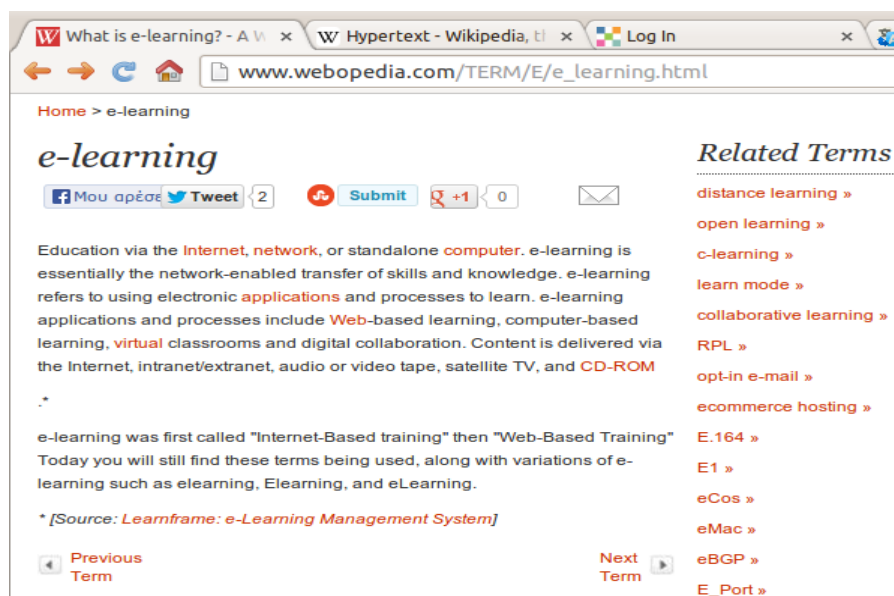 What is e-learning? - A W
Hypertext - Wikipedia, th
Log In
www.webopedia.com/TERM/E/e_learning.html
Home > e-learning
e-learning
Μου αρέσε Tweet 2 Submit +1 0
Education via the Internet, network, or standalone computer. e-learning is
essentially the network-enabled transfer of skills and knowledge. e-learning
refers to using electronic applications and processes to learn. e-learning
applications and processes include Web-based learning, computer-based
learning, virtual classrooms and digital collaboration. Content is delivered via
the Internet, intranet/extranet, audio or video tape, satellite TV, and CD-ROM
.*
e-learning was first called "Internet-Based training" then "Web-Based Training"
Today you will still find these terms being used, along with variations of e-
learning such as elearning, Elearning, and eLearning.
* [Source: Learnframe: e-Learning Management System]
Previous
Term
Next
Term
Related Terms
distance learning »
open learning »
c-learning »
learn mode »
collaborative learning »
RPL »
opt-in e-mail »
ecommerce hosting »
E.164 »
E1 »
eCos »
eMac »
eBGP »
E_Port »